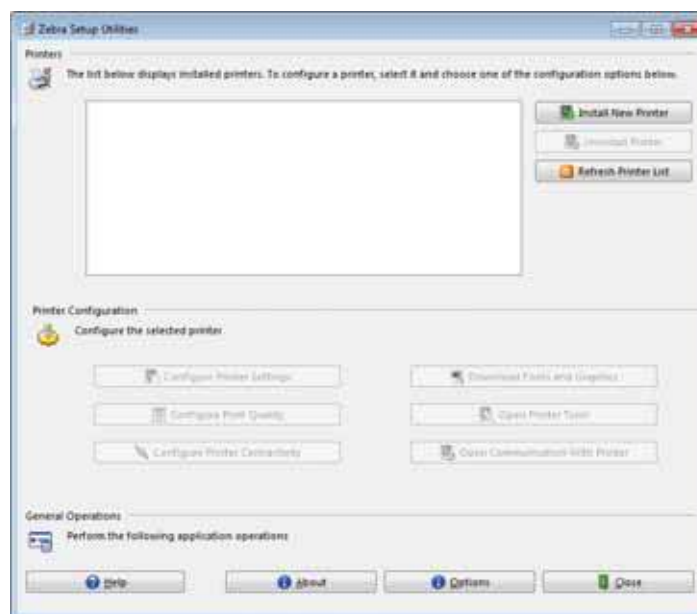 Zebra Setup Utilities
Printers
The list below displays installed printers. To configure a printer, select it and choose one of the configuration options below.
Install New Printer
Uninstall Printer
Refresh Printer List
Printer Configuration
Configure the selected printer
Configure Printer Settings
Download Fonts and Graphics
Configure Print Quality
Open Printer Tools
Configure Printer Connectivity
Open Communication With Printer
General Operations
Perform the following application operations
Help
About
Options
Close